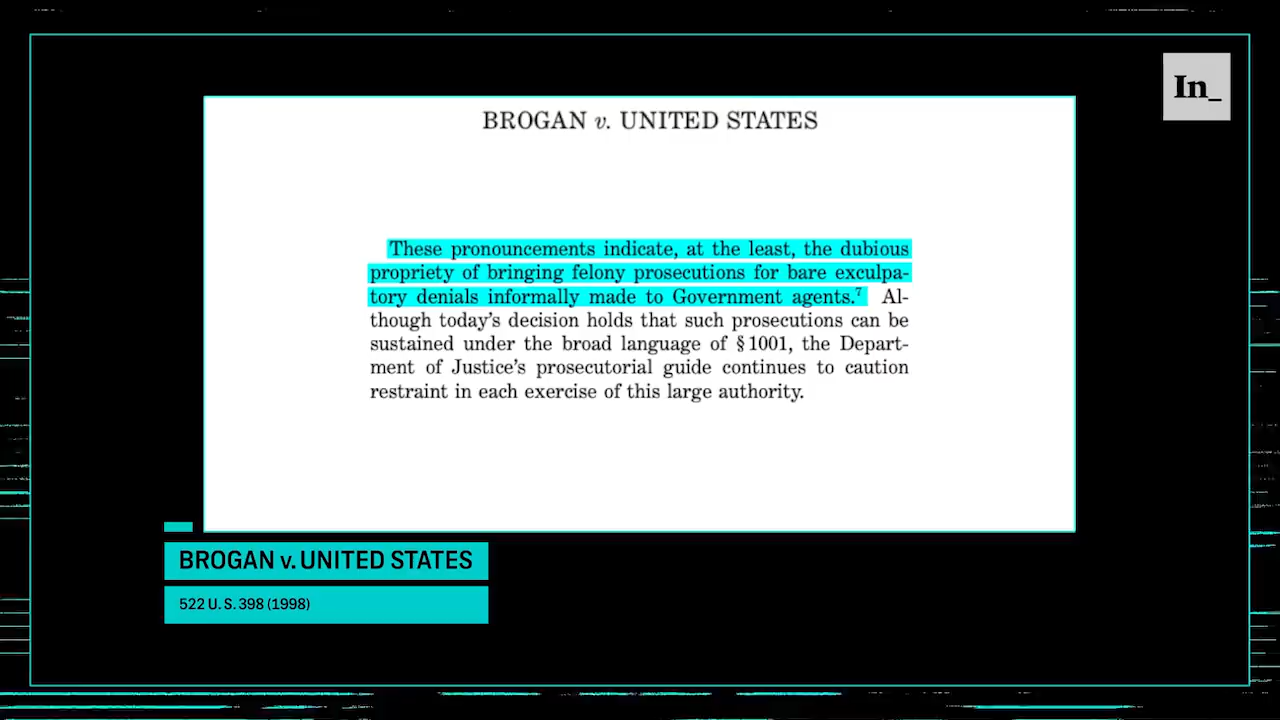 In_
BROGAN v. UNITED STATES
These pronouncements indicate, at the least, the dubious
propriety of bringing felony prosecutions for bare exculpa-
tory denials informally made to Government agents.⁷ Al-
though today's decision holds that such prosecutions can be
sustained under the broad language of § 1001, the Depart-
ment of Justice's prosecutorial guide continues to caution
restraint in each exercise of this large authority.
BROGAN v. UNITED STATES
522 U. S. 398 (1998)